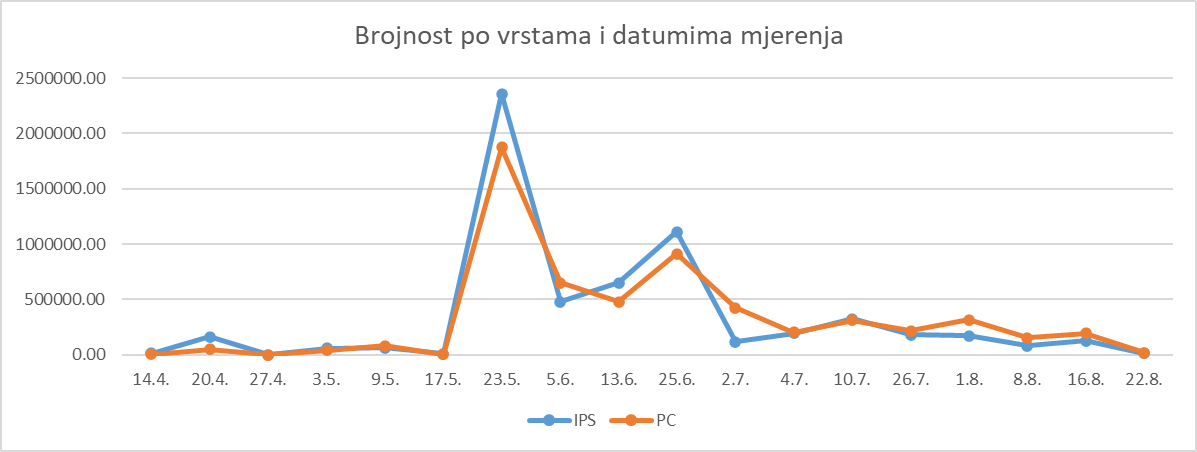 Brojnost po vrstama i datumima mjerenja
2500000.00
2000000.00
1500000.00
1000000.00
500000.00
0.00
14.4. 20.4. 27.4. 3.5. 9.5. 17.5. 23.5. 5.6. 13.6. 25.6. 2.7. 4.7. 10.7. 26.7. 1.8. 8.8. 16.8. 22.8.
IPS PC